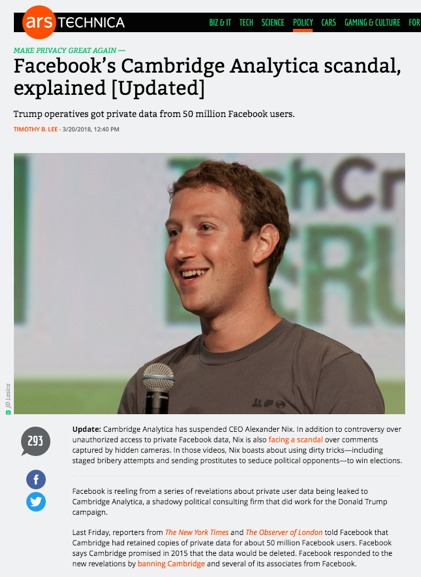 ars TECHNICA
BIZ & IT TECH SCIENCE POLICY CARS GAMING & CULTURE FOR
MAKE PRIVACY GREAT AGAIN —
Facebook's Cambridge Analytica scandal,
explained [Updated]
Trump operatives got private data from 50 million Facebook users.
TIMOTHY B. LEE - 3/20/2018, 12:40 PM
TechCr
DISRU
JD Lasica
293
Update: Cambridge Analytica has suspended CEO Alexander Nix. In addition to controversy over
unauthorized access to private Facebook data, Nix is also facing a scandal over comments
captured by hidden cameras. In those videos, Nix boasts about using dirty tricks—including
staged bribery attempts and sending prostitutes to seduce political opponents—to win elections.
Facebook is reeling from a series of revelations about private user data being leaked to
Cambridge Analytica, a shadowy political consulting firm that did work for the Donald Trump
campaign.
Last Friday, reporters from The New York Times and The Observer of London told Facebook that
Cambridge had retained copies of private data for about 50 million Facebook users. Facebook
says Cambridge promised in 2015 that the data would be deleted. Facebook responded to the
new revelations by banning Cambridge and several of its associates from Facebook.